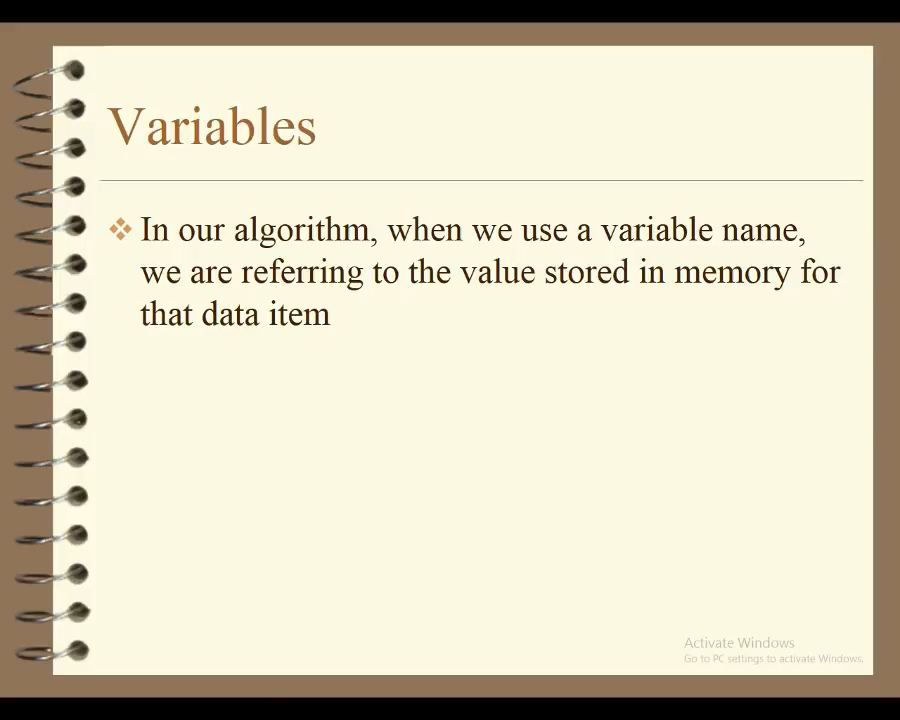 Variables
In our algorithm, when we use a variable name,
we are referring to the value stored in memory for
that data item
Activate Windows
Go to PC settings to activate Windows.